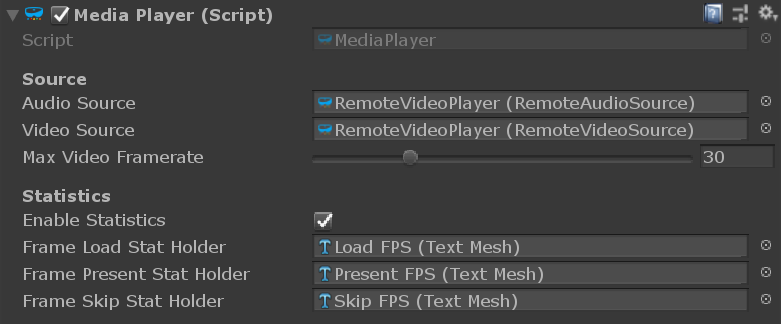 Media Player (Script)
Script MediaPlayer
Source
Audio Source RemoteVideoPlayer (RemoteAudioSource)
Video Source RemoteVideoPlayer (RemoteVideoSource)
Max Video Framerate 30
Statistics
Enable Statistics
Frame Load Stat Holder Load FPS (Text Mesh)
Frame Present Stat Holder Present FPS (Text Mesh)
Frame Skip Stat Holder Skip FPS (Text Mesh)